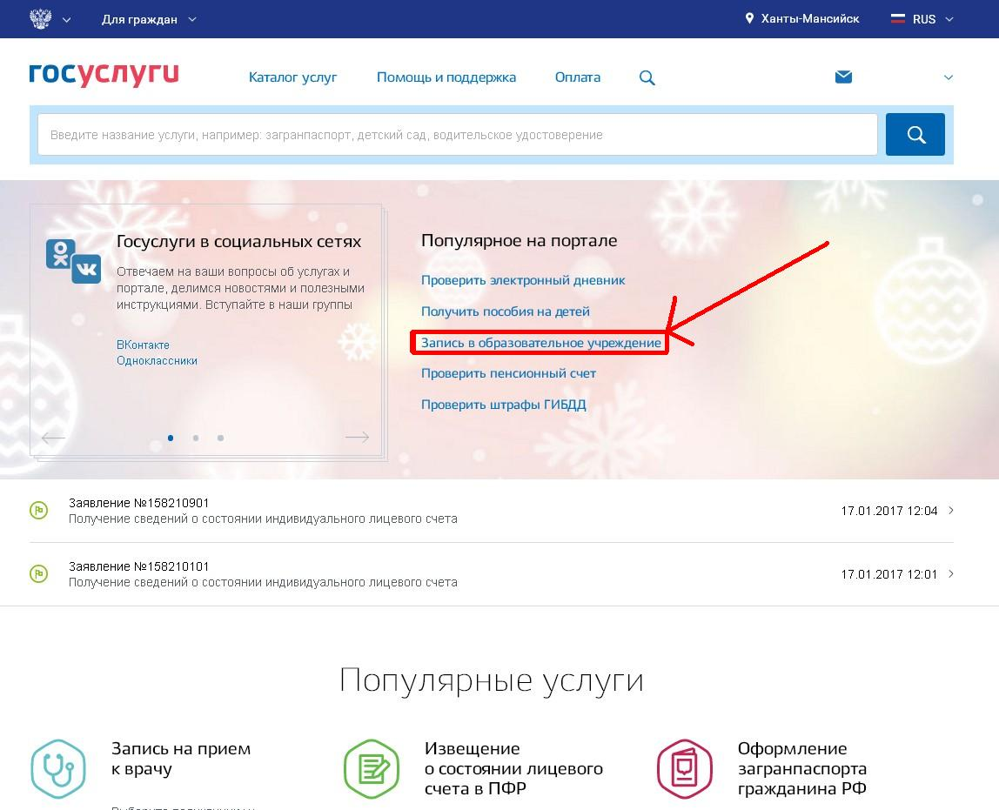 Для граждан
Ханты-Мансийск
RUS
госуслуги
Каталог услуг
Помощь и поддержка
Оплата
Введите название услуги, например: загранпаспорт, детский сад, водительское удостоверение
Госуслуги в социальных сетях
Отвечаем на ваши вопросы об услугах и
портале, делимся новостями и полезными
инструкциями. Вступайте в наши группы
ВКонтакте
Одноклассники
Популярное на портале
Проверить электронный дневник
Получить пособия на детей
Запись в образовательное учреждение
Проверить пенсионный счет
Проверить штрафы ГИБДД
Заявление №158210901
Получение сведений о состоянии индивидуального лицевого счета
17.01.2017 12:04
Заявление №158210101
Получение сведений о состоянии индивидуального лицевого счета
17.01.2017 12:01
Популярные услуги
Запись на прием
к врачу
Извещение
о состоянии лицевого
счета в ПФР
Оформление
загранпаспорта
гражданина РФ